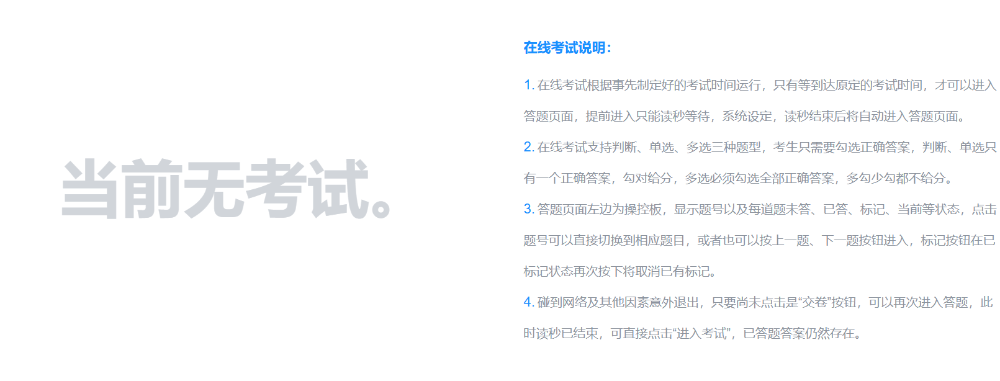 当前无考试。
在线考试说明：
1. 在线考试根据事先制定好的考试时间运行，只有等到达原定的考试时间，才可以进入
答题页面，提前进入只能读秒等待，系统设定，读秒结束后将自动进入答题页面。
2. 在线考试支持判断、单选、多选三种题型，考生只需要勾选正确答案，判断、单选只
有一个正确答案，勾对给分，多选必须勾选全部正确答案，多勾少勾都不给分。
3. 答题页面左边为操控板，显示题号以及每道题未答、已答、标记、当前等状态，点击
题号可以直接切换到相应题目，或者也可以按上一题、下一题按钮进入，标记按钮在已
标记状态再次按下将取消已有标记。
4. 碰到网络及其他因素意外退出，只要尚未点击是“交卷”按钮，可以再次进入答题，此
时读秒已结束，可直接点击“进入考试”，已答题答案仍然存在。